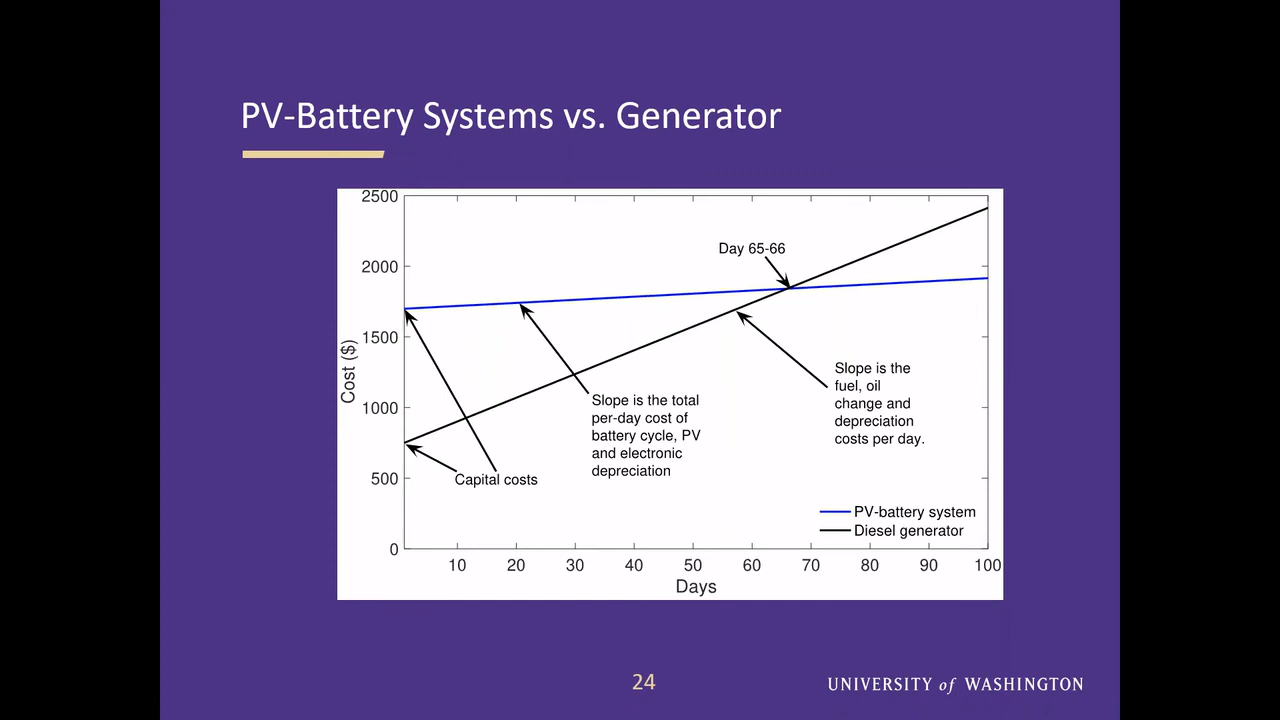 PV-Battery Systems vs. Generator
2500
2000
1500
1000
500
0
Cost ($)
Day 65-66
Slope is the
fuel, oil
change and
depreciation
costs per day.
Slope is the total
per-day cost of
battery cycle, PV
and electronic
depreciation
Capital costs
PV-battery system
Diesel generator
10 20 30 40 50 60 70 80 90 100
Days
24
UNIVERSITY of WASHINGTON